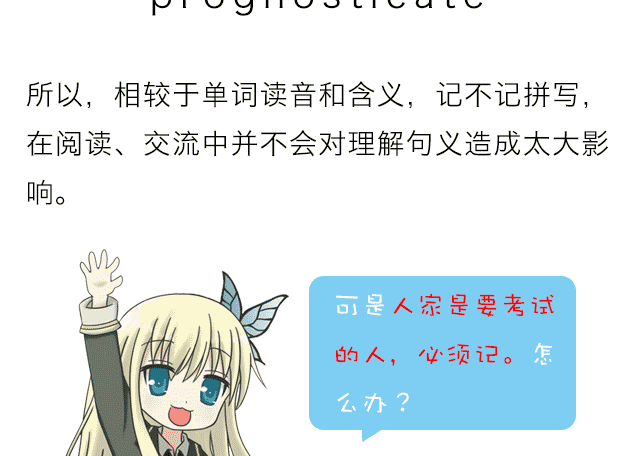 prognosticate
所以，相较于单词读音和含义，记不记拼写，
在阅读、交流中并不会对理解句义造成太大影
响。
可是人家是要考试
的人，必须记。怎
么办？